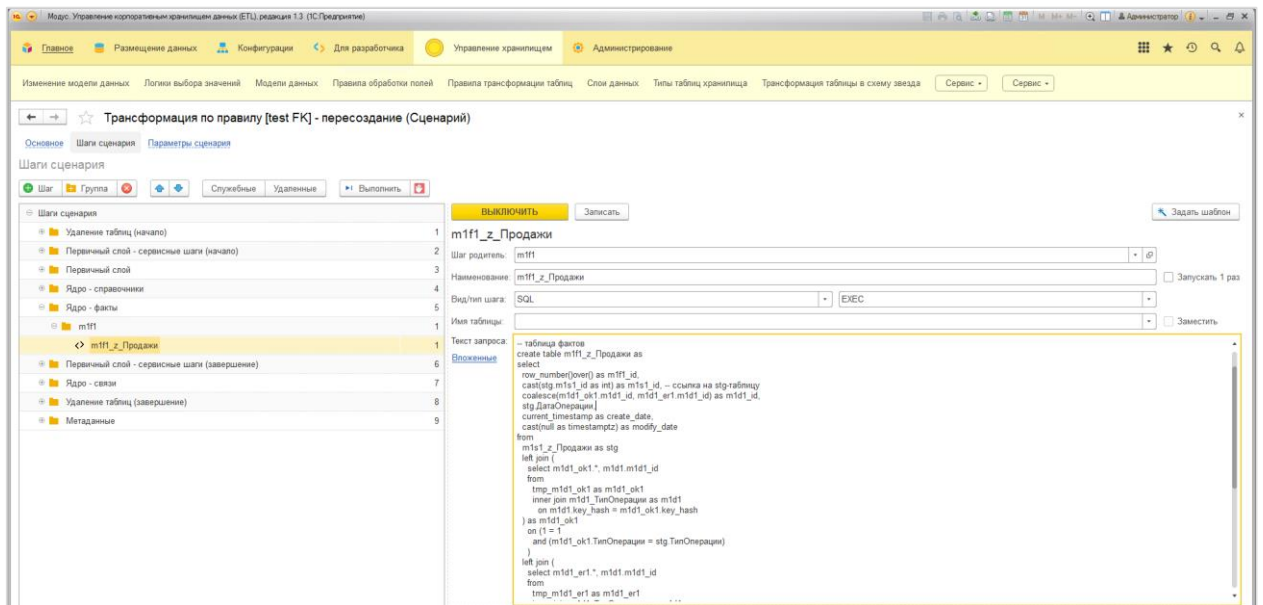 Модус. Управление корпоративным хранилищем данных (ETL), редакция 1.3 (1С:Предприятие)
M M+ M- Администратор
Главное Размещение данных Конфигурации Для разработчика Управление хранилищем Администрирование
Изменение модели данных Логики выбора значений Модели данных Правила обработки полей Правила трансформации таблиц Слои данных Типы таблиц хранилища Трансформация таблицы в схему звезда Сервис Сервис
Трансформация по правилу [test FK] - пересоздание (Сценарий)
Основное Шаги сценария Параметры сценария
Шаги сценария
Шаг Группа Служебные Удаленные Выполнить
Шаги сценария
Удаление таблиц (начало) 1
Первичный слой - сервисные шаги (начало) 2
Первичный слой 3
Ядро - справочники 4
Ядро - факты 5
m1f1 1
m1f1_z_Продажи 1
Первичный слой - сервисные шаги (завершение) 6
Ядро - связи 7
Удаление таблиц (завершение) 8
Метаданные 9
ВЫКЛЮЧИТЬ Записать Задать шаблон
m1f1_z_Продажи
Шаг родитель: m1f1
Наименование: m1f1_z_Продажи Запускать 1 раз
Вид/тип шага: SQL EXEC
Имя таблицы: Заместить
Текст запроса:
Вложенные
-- таблица фактов
create table m1f1_z_Продажи as
select
row_number()over() as m1f1_id,
cast(stg.m1s1_id as int) as m1s1_id, -- ссылка на stg-таблицу
coalesce(m1d1_ok1.m1d1_id, m1d1_er1.m1d1_id) as m1d1_id,
stg.ДатаОперации,
current_timestamp as create_date,
cast(null as timestamptz) as modify_date
from
m1s1_z_Продажи as stg
left join (
select m1d1_ok1.*, m1d1.m1d1_id
from
tmp_m1d1_ok1 as m1d1_ok1
inner join m1d1_ТипОперации as m1d1
on m1d1.key_hash = m1d1_ok1.key_hash
) as m1d1_ok1
on (1 = 1
and (m1d1_ok1.ТипОперации = stg.ТипОперации)
)
left join (
select m1d1_er1.*, m1d1.m1d1_id
from
tmp_m1d1_er1 as m1d1_er1